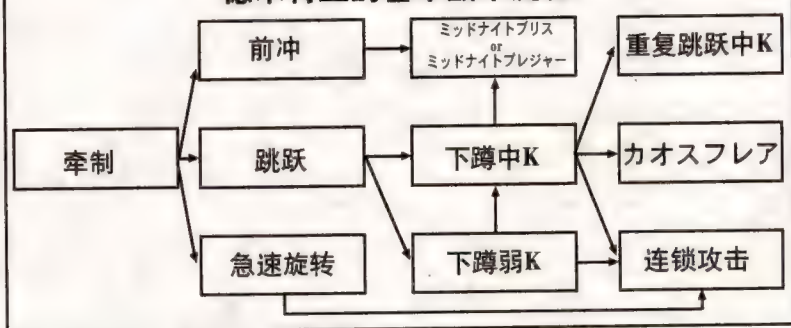 前冲
ミッドナイトブリス
or
ミッドナイトプレジャー
重复跳跃中K
牵制
跳跃
下蹲中K
カオスフレア
急速旋转
下蹲弱K
连锁攻击